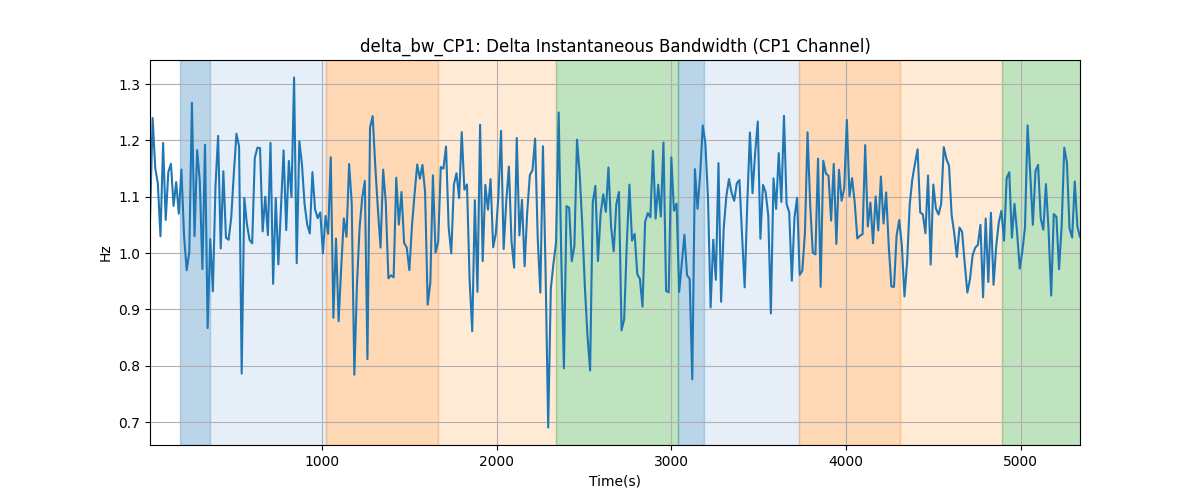 delta_bw_CP1: Delta Instantaneous Bandwidth (CP1 Channel)
1.3
1.2
1.1
1.0
0.9
0.8
0.7
Hz
1000 2000 3000 4000 5000
Time(s)